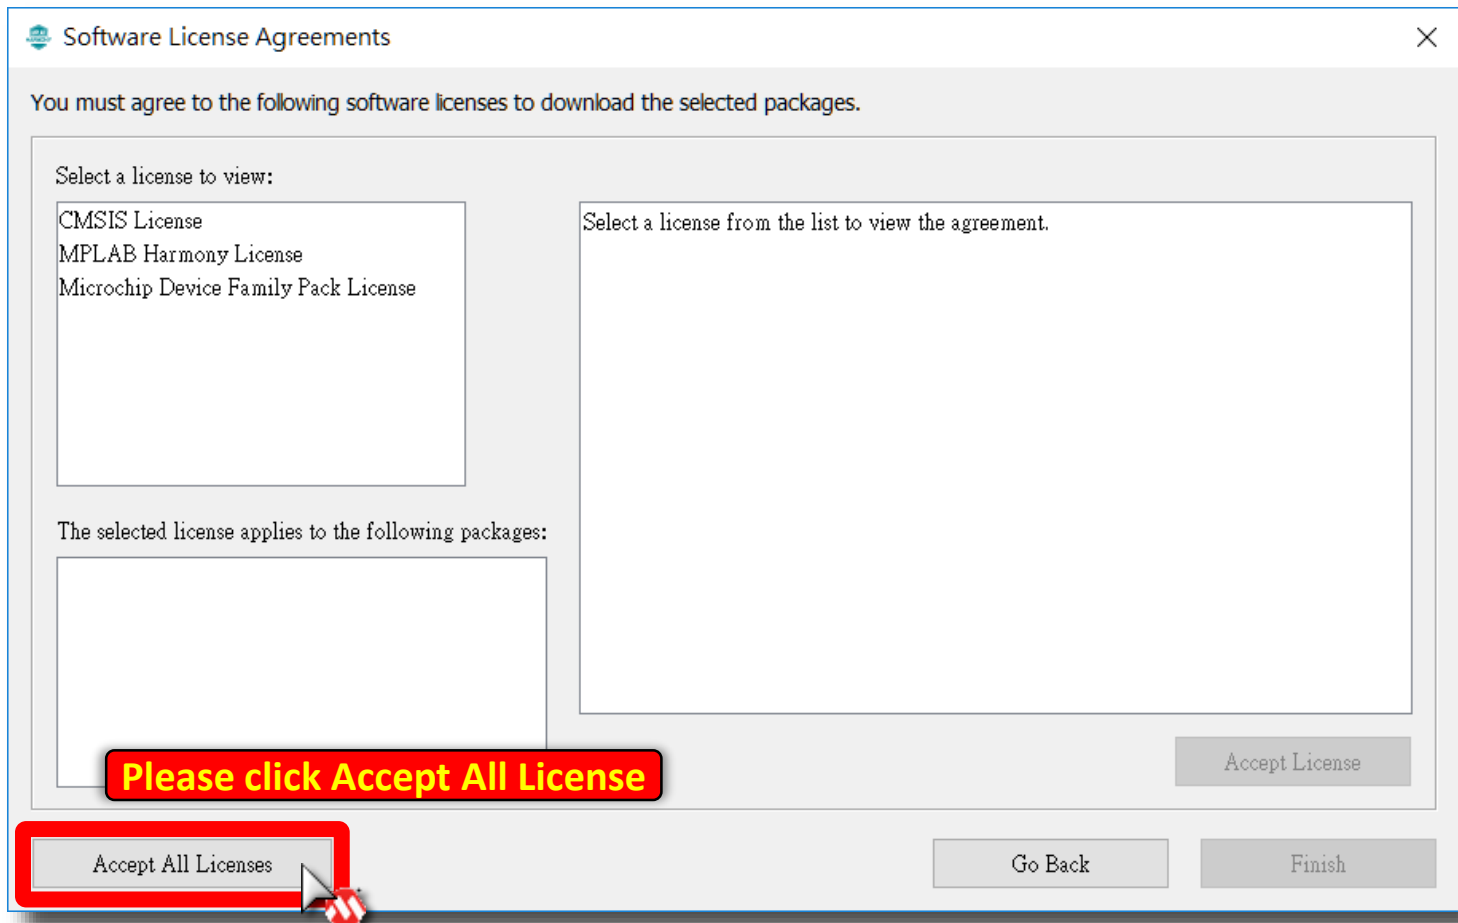 Software License Agreements
You must agree to the following software licenses to download the selected packages.
Select a license to view:
CMSIS License
MPLAB Harmony License
Microchip Device Family Pack License
Select a license from the list to view the agreement.
The selected license applies to the following packages:
Please click Accept All License
Accept License
Accept All Licenses
Go Back
Finish